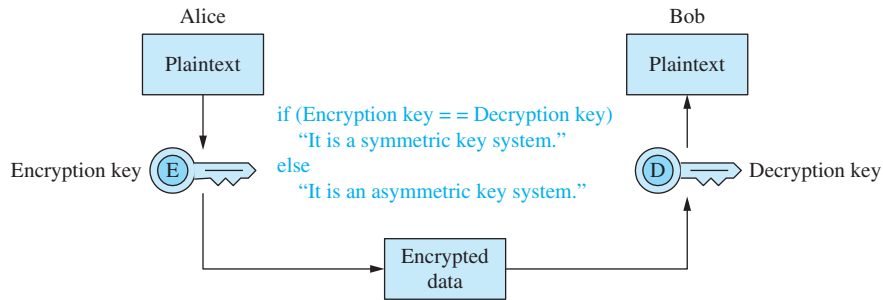 Alice
Bob
Plaintext
Plaintext
if (Encryption key = = Decryption key)
“It is a symmetric key system.”
else
“It is an asymmetric key system.”
Encryption key
E
D
Decryption key
Encrypted
data